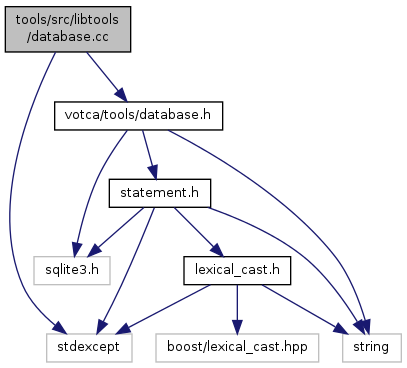 tools/src/libtools
/database.cc
votca/tools/database.h
statement.h
sqlite3.h
lexical_cast.h
stdexcept
boost/lexical_cast.hpp
string